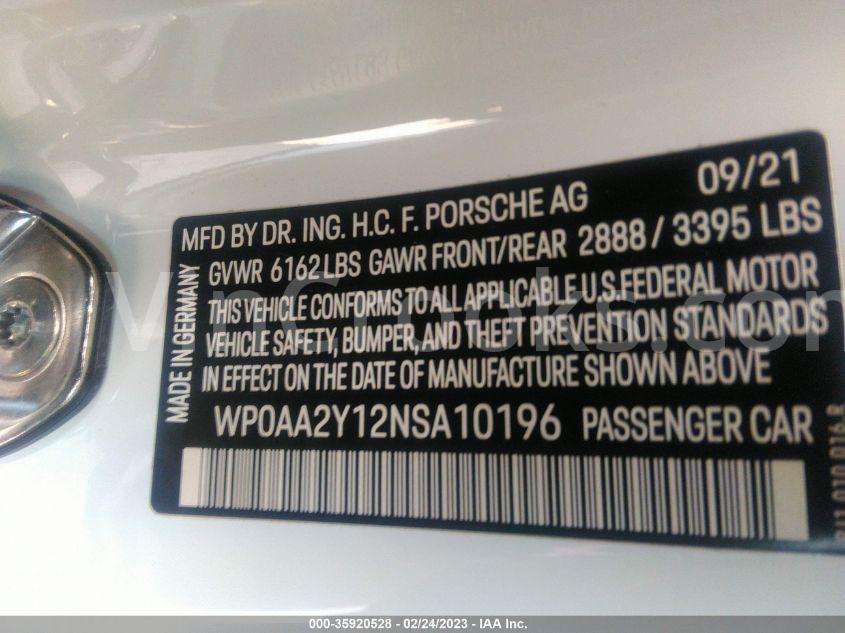 09/21
MFD BY DR. ING. H.C. F. PORSCHE AG
GVWR 6162 LBS GAWR FRONT/REAR 2888 / 3395 LBS
THIS VEHICLE CONFORMS TO ALL APPLICABLE U.S. FEDERAL MOTOR
VEHICLE SAFETY, BUMPER, AND THEFT PREVENTION STANDARDS
IN EFFECT ON THE DATE OF MANUFACTURE SHOWN ABOVE
MADE IN GERMANY
WP0AA2Y12NSA10196 PASSENGER CAR
VinCrooks.com
000-35920528 - 02/24/2023 - IAA Inc.